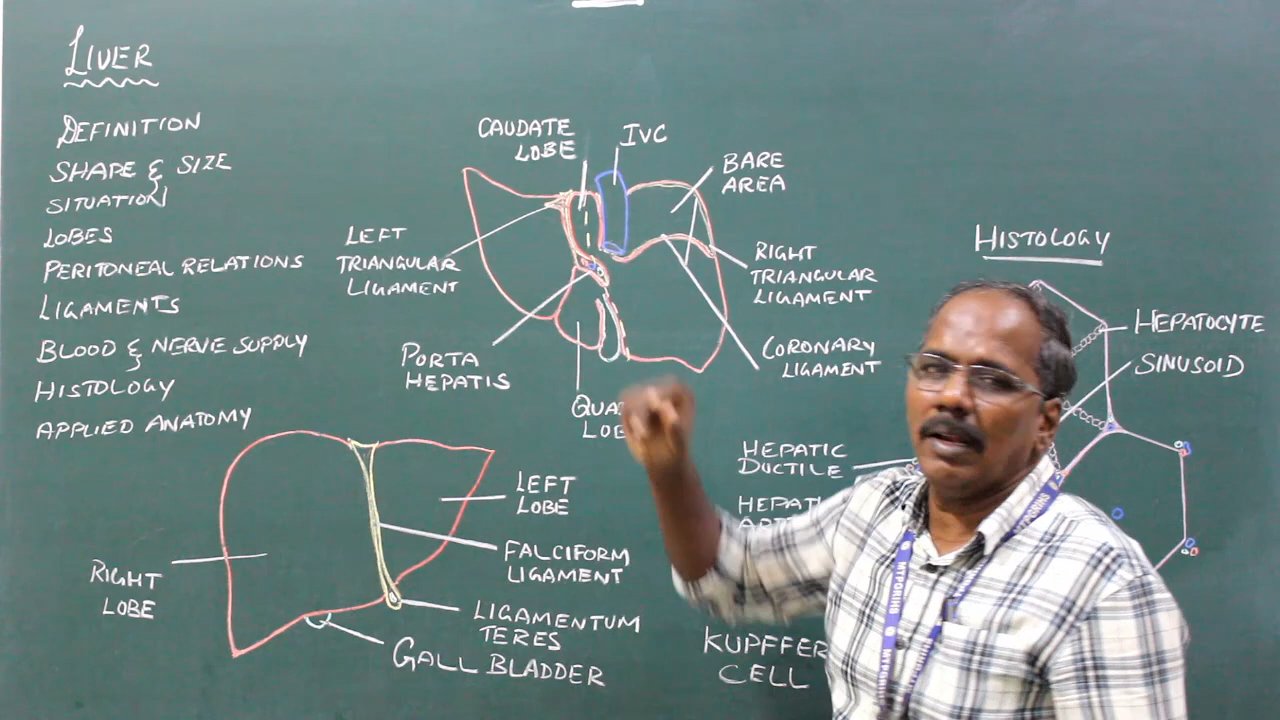 LIVER
DEFINITION
SHAPE & SIZE
SITUATION
LOBES
PERITONEAL RELATIONS
LIGAMENTS
BLOOD & NERVE SUPPLY
HISTOLOGY
APPLIED ANATOMY
CAUDATE
LOBE
IVC
BARE
AREA
LEFT
TRIANGULAR
LIGAMENT
RIGHT
TRIANGULAR
LIGAMENT
PORTA
HEPATIS
CORONARY
LIGAMENT
RIGHT
LOBE
LEFT
LOBE
FALCIFORM
LIGAMENT
LIGAMENTUM
TERES
GALL BLADDER
HISTOLOGY
HEPATOCYTE
SINUSOID
HEPATIC
DUCTILE
KUPFFER
CELL
MTPGRIHS
MTPGRIHS